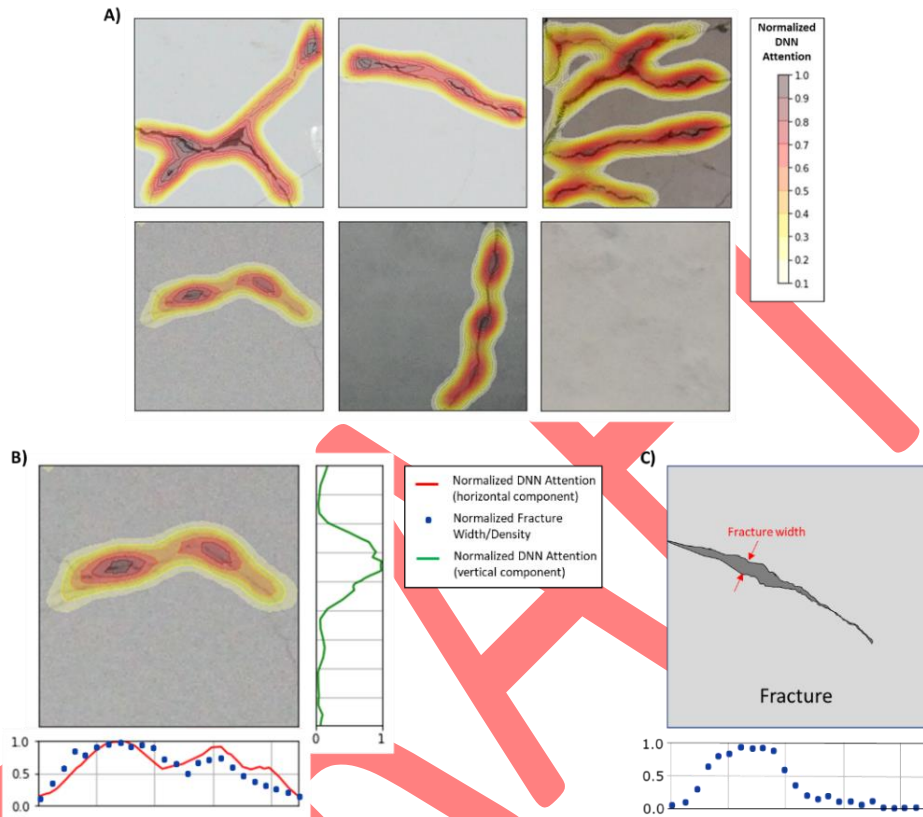 A)
Normalized
DNN
Attention
1.0
0.9
0.8
0.7
0.6
0.5
0.4
0.3
0.2
0.1
B)
Normalized DNN Attention
(horizontal component)
Normalized Fracture
Width/Density
Normalized DNN Attention
(vertical component)
0 1
1.0
0.5
0.0
C)
Fracture width
Fracture
1.0
0.5
0.0